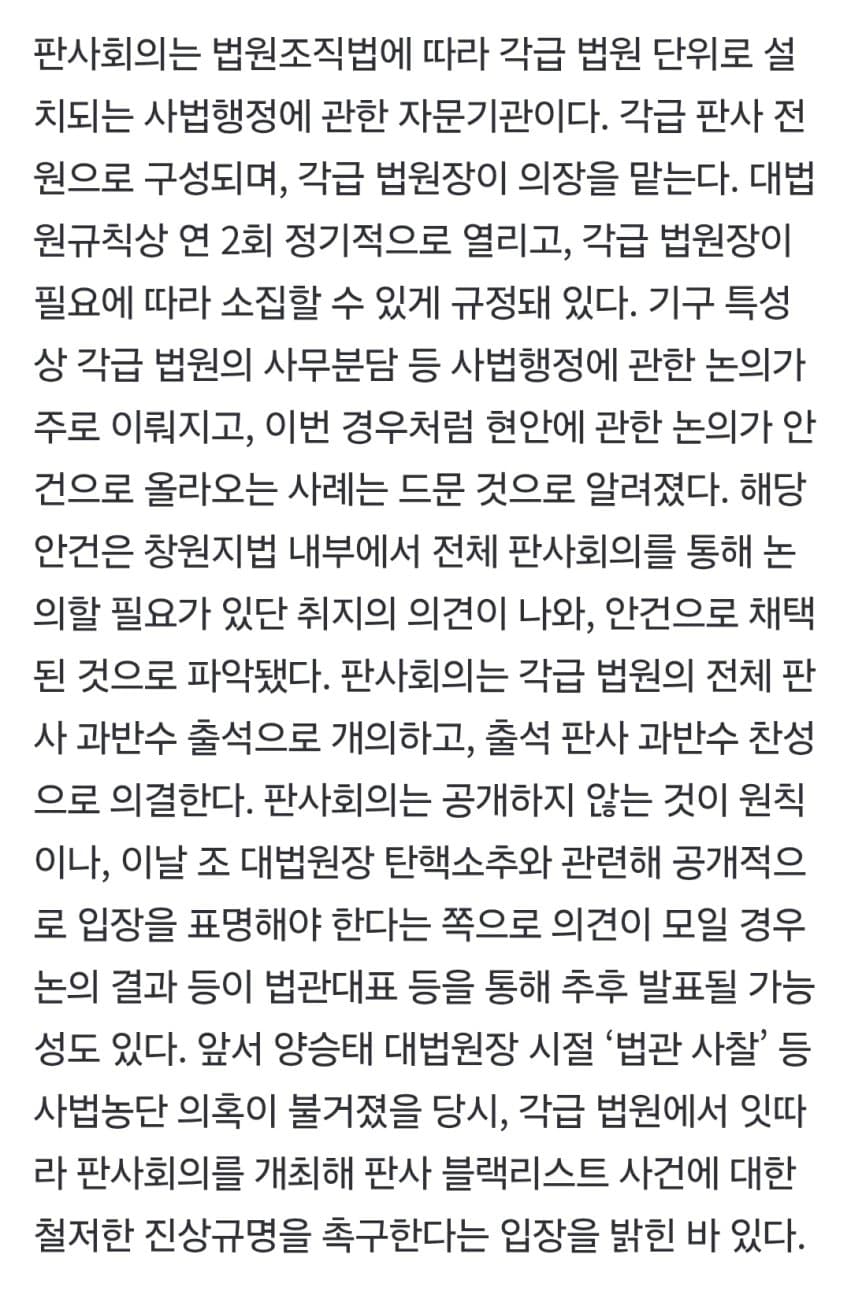 판사회의는 법원조직법에 따라 각급 법원 단위로 설
치되는 사법행정에 관한 자문기관이다. 각급 판사 전
원으로 구성되며, 각급 법원장이 의장을 맡는다. 대법
원규칙상 연 2회 정기적으로 열리고, 각급 법원장이
필요에 따라 소집할 수 있게 규정돼 있다. 기구 특성
상 각급 법원의 사무분담 등 사법행정에 관한 논의가
주로 이뤄지고, 이번 경우처럼 현안에 관한 논의가 안
건으로 올라오는 사례는 드문 것으로 알려졌다. 해당
안건은 창원지법 내부에서 전체 판사회의를 통해 논
의할 필요가 있단 취지의 의견이 나와, 안건으로 채택
된 것으로 파악됐다. 판사회의는 각급 법원의 전체 판
사 과반수 출석으로 개의하고, 출석 판사 과반수 찬성
으로 의결한다. 판사회의는 공개하지 않는 것이 원칙
이나, 이날 조 대법원장 탄핵소추와 관련해 공개적으
로 입장을 표명해야 한다는 쪽으로 의견이 모일 경우
논의 결과 등이 법관대표 등을 통해 추후 발표될 가능
성도 있다. 앞서 양승태 대법원장 시절 ‘법관 사찰’ 등
사법농단 의혹이 불거졌을 당시, 각급 법원에서 잇따
라 판사회의를 개최해 판사 블랙리스트 사건에 대한
철저한 진상규명을 촉구한다는 입장을 밝힌 바 있다.